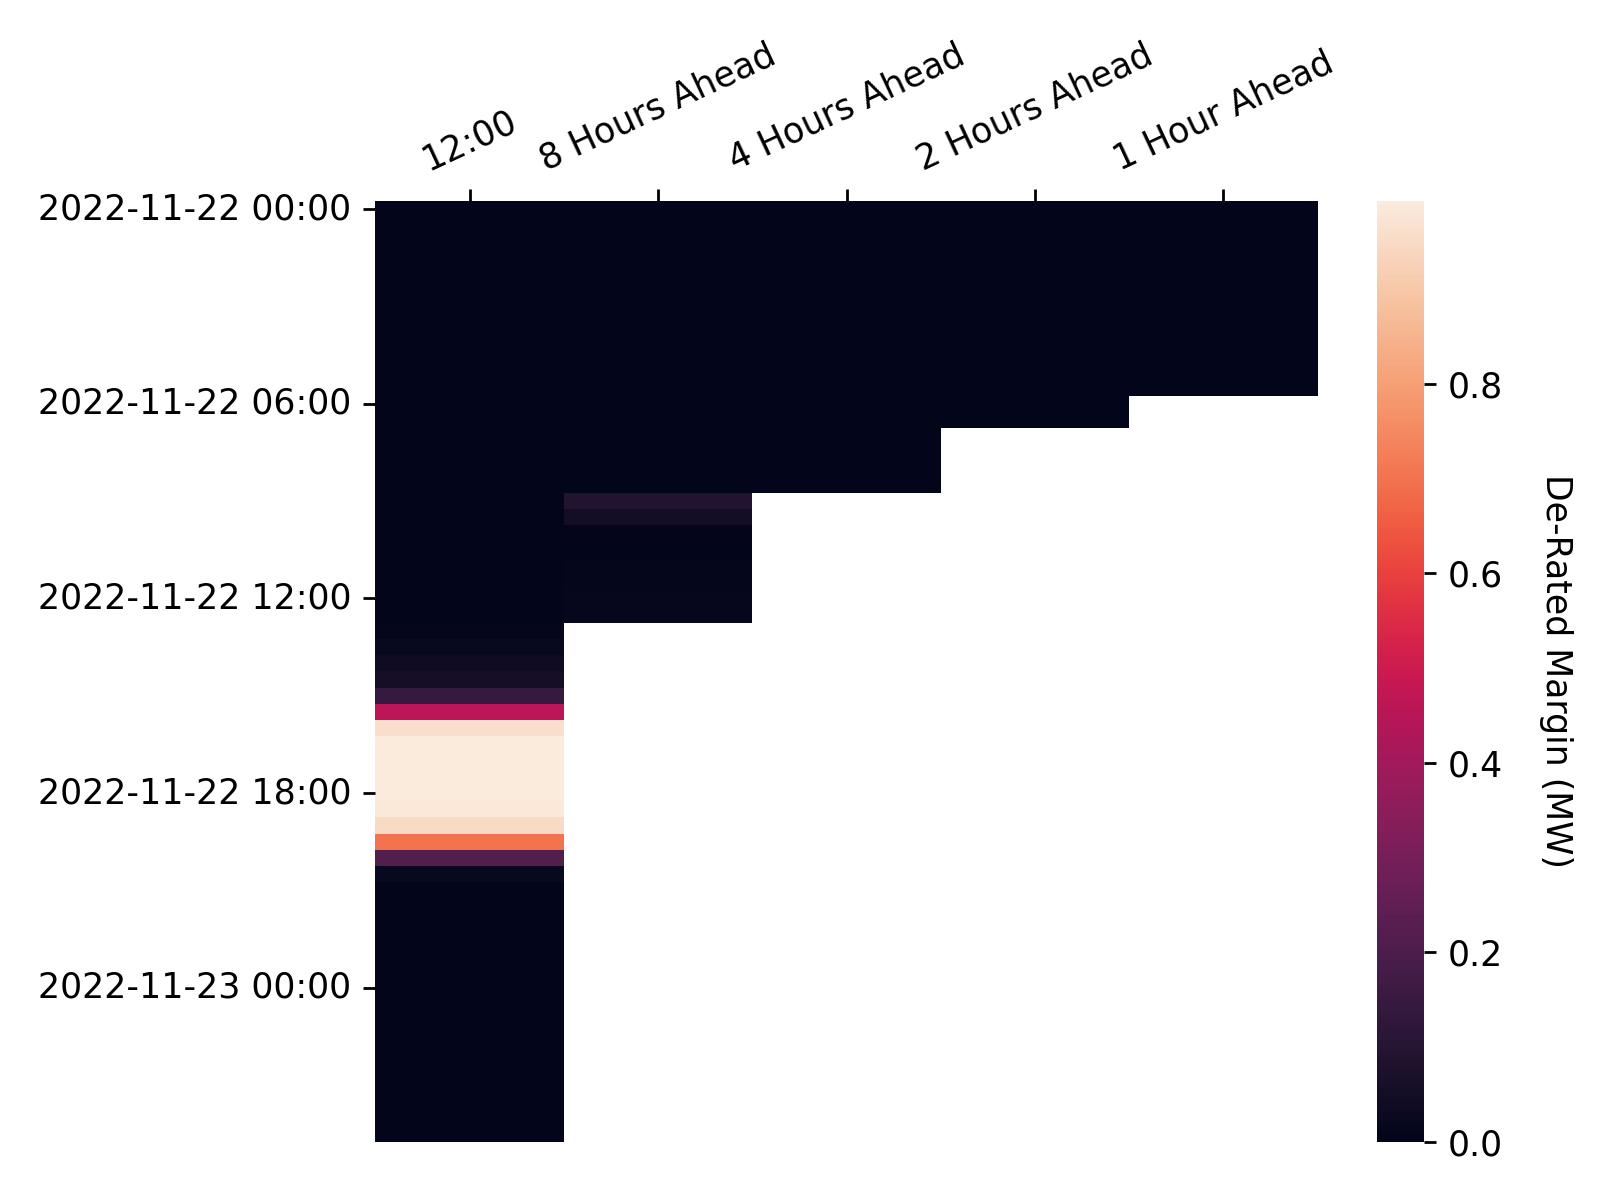 12:00
8 Hours Ahead
4 Hours Ahead
2 Hours Ahead
1 Hour Ahead
2022-11-22 00:00
2022-11-22 06:00
2022-11-22 12:00
2022-11-22 18:00
2022-11-23 00:00
0.8
0.6
0.4
0.2
0.0
De-Rated Margin (MW)